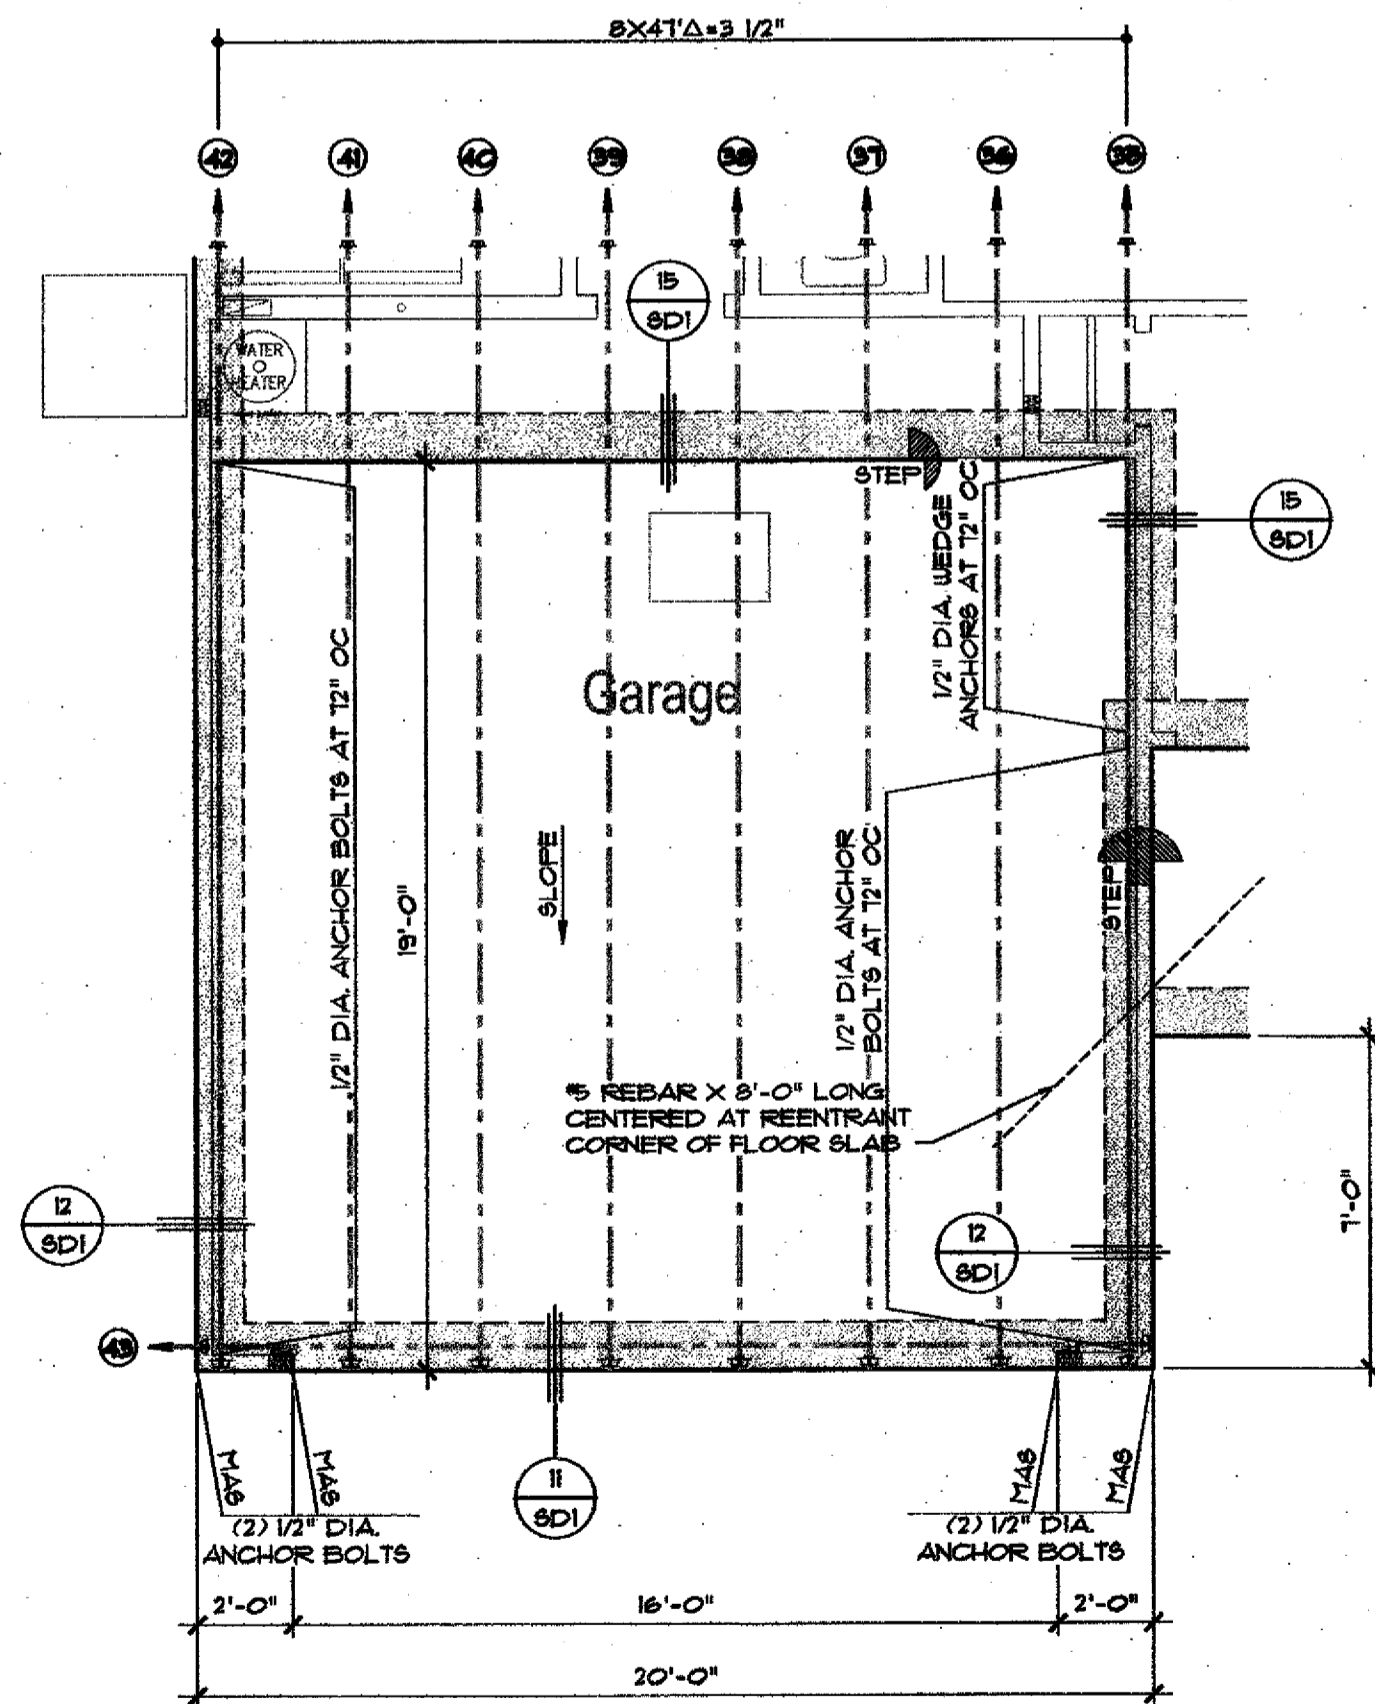 8X47'Δ=3 1/2"
42
41
40
39
38
37
36
35
15
SD1
WATER
HEATER
STEP
1/2" DIA. WEDGE
ANCHORS AT 72" OC
15
SD1
Garage
1/2" DIA. ANCHOR BOLTS AT 72" OC
19'-0"
SLOPE
1/2" DIA. ANCHOR
BOLTS AT 72" OC
STEP
#5 REBAR X 8'-0" LONG
CENTERED AT REENTRANT
CORNER OF FLOOR SLAB
7'-0"
12
SD1
12
SD1
43
MAS
MAS
11
SD1
MAS
MAS
(2) 1/2" DIA.
ANCHOR BOLTS
(2) 1/2" DIA.
ANCHOR BOLTS
2'-0"
16'-0"
2'-0"
20'-0"